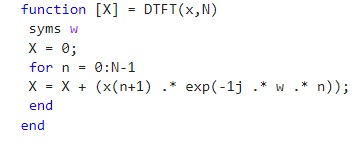 function [X] = DTFT(x,N)
syms w
X = 0;
for n = 0:N-1
X = X + (x(n+1) .* exp(-1j .* w .* n));
end
end